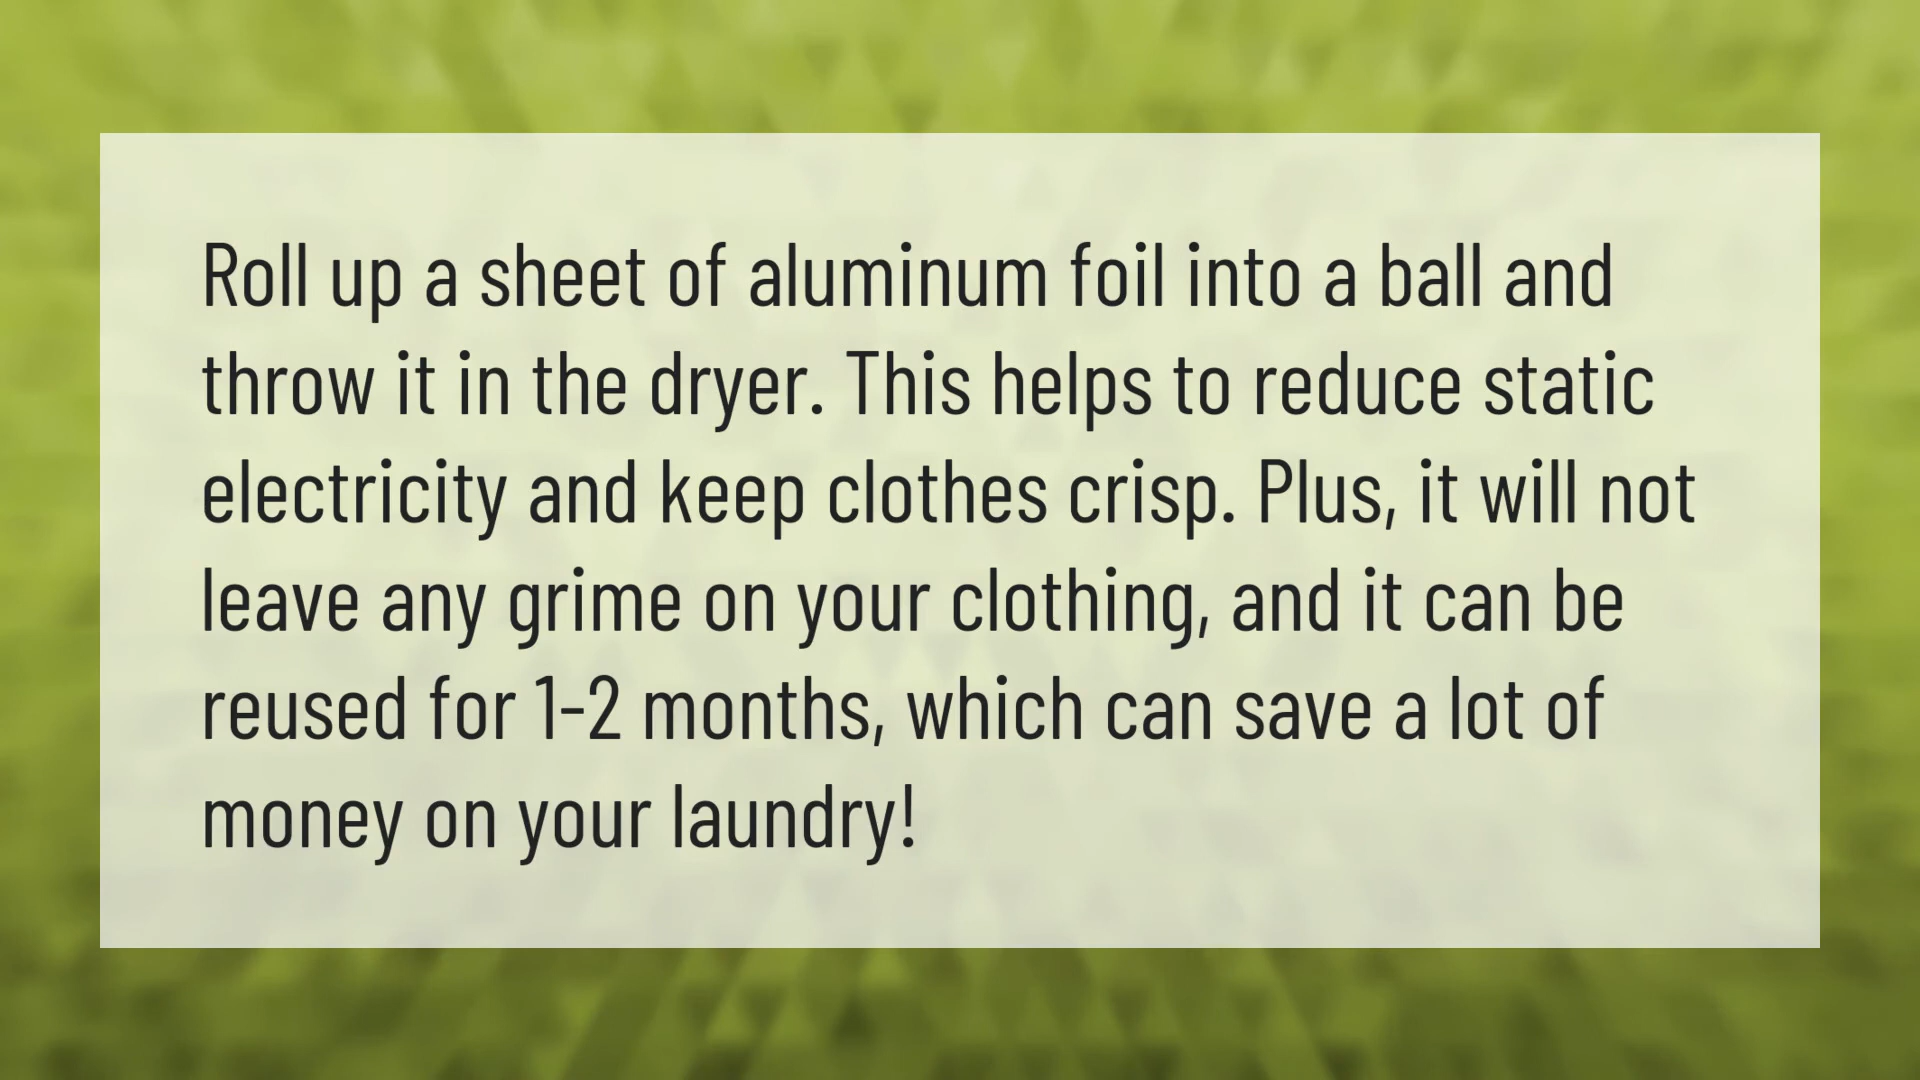 Roll up a sheet of aluminum foil into a ball and
throw it in the dryer. This helps to reduce static
electricity and keep clothes crisp. Plus, it will not
leave any grime on your clothing, and it can be
reused for 1-2 months, which can save a lot of
money on your laundry!